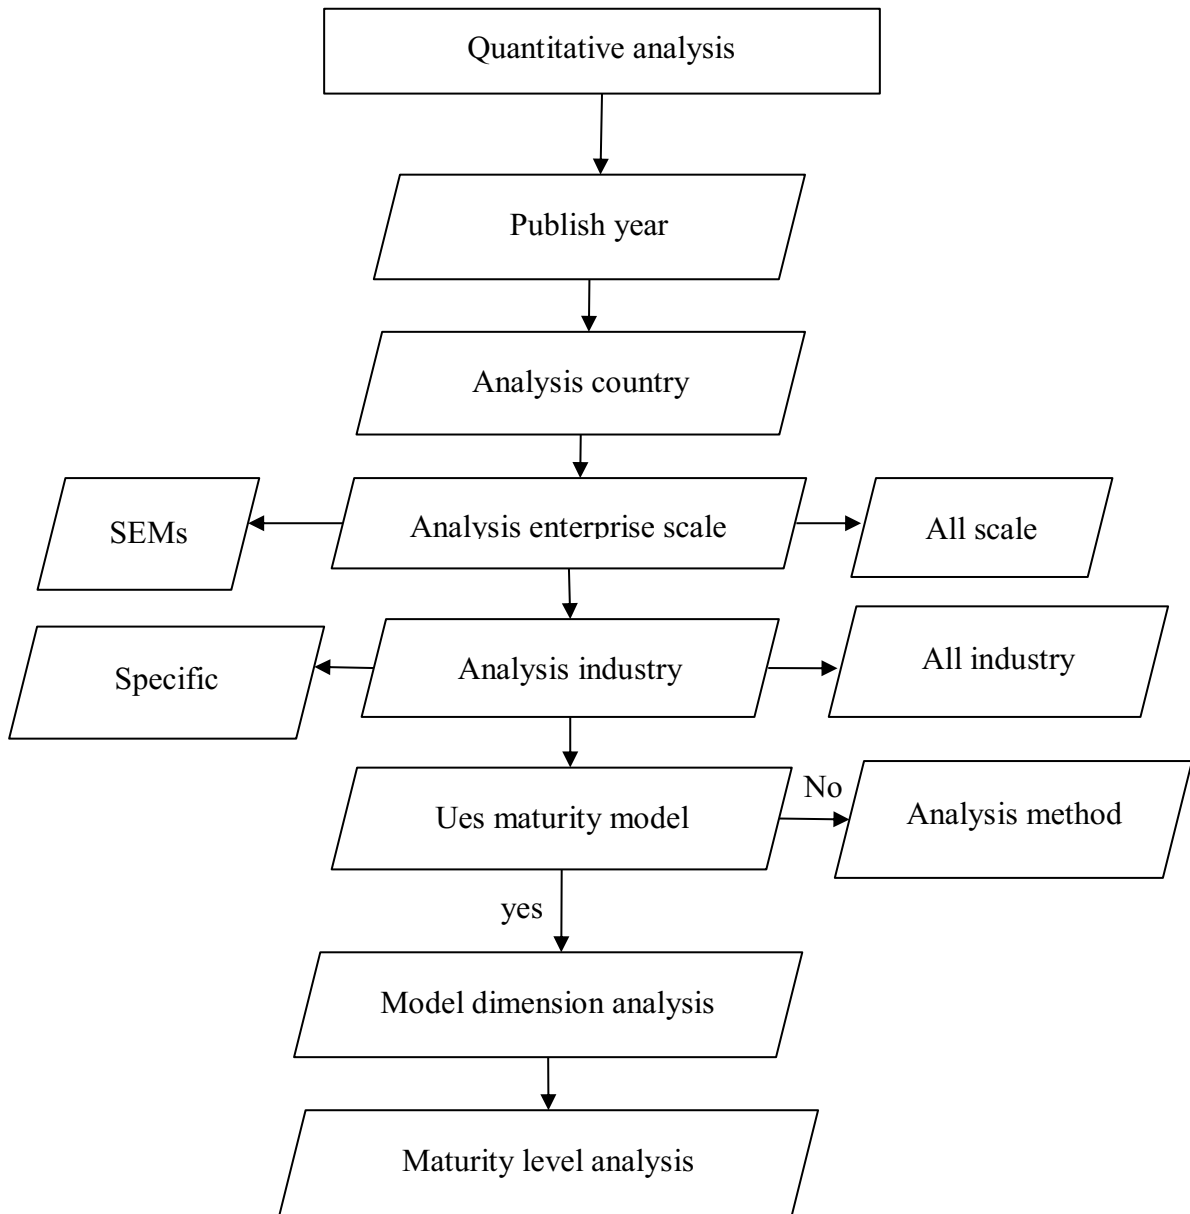 Quantitative analysis
Publish year
Analysis country
SEMs
Analysis enterprise scale
All scale
Specific
Analysis industry
All industry
Ues maturity model
No
Analysis method
yes
Model dimension analysis
Maturity level analysis